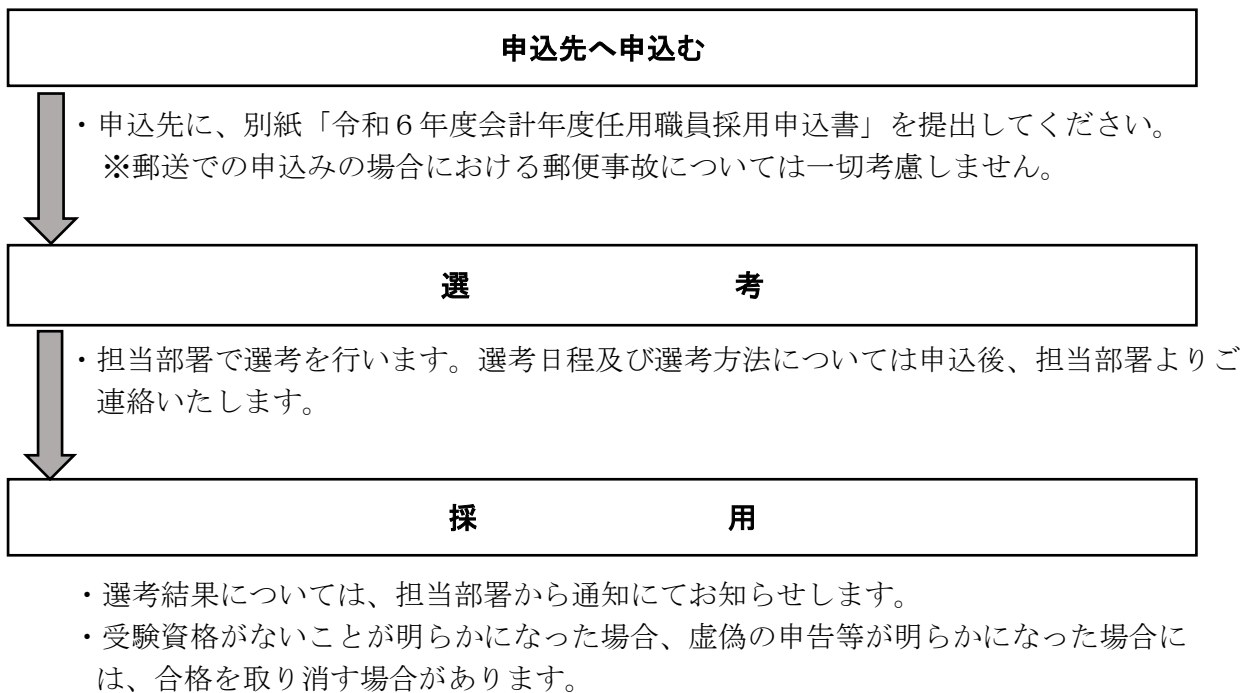 申込先へ申込む
・申込先に、別紙「令和６年度会計年度任用職員採用申込書」を提出してください。
※郵送での申込みの場合における郵便事故については一切考慮しません。
選　考
・担当部署で選考を行います。選考日程及び選考方法については申込後、担当部署よりご
連絡いたします。
採　用
・選考結果については、担当部署から通知にてお知らせします。
・受験資格がないことが明らかになった場合、虚偽の申告等が明らかになった場合に
は、合格を取り消す場合があります。